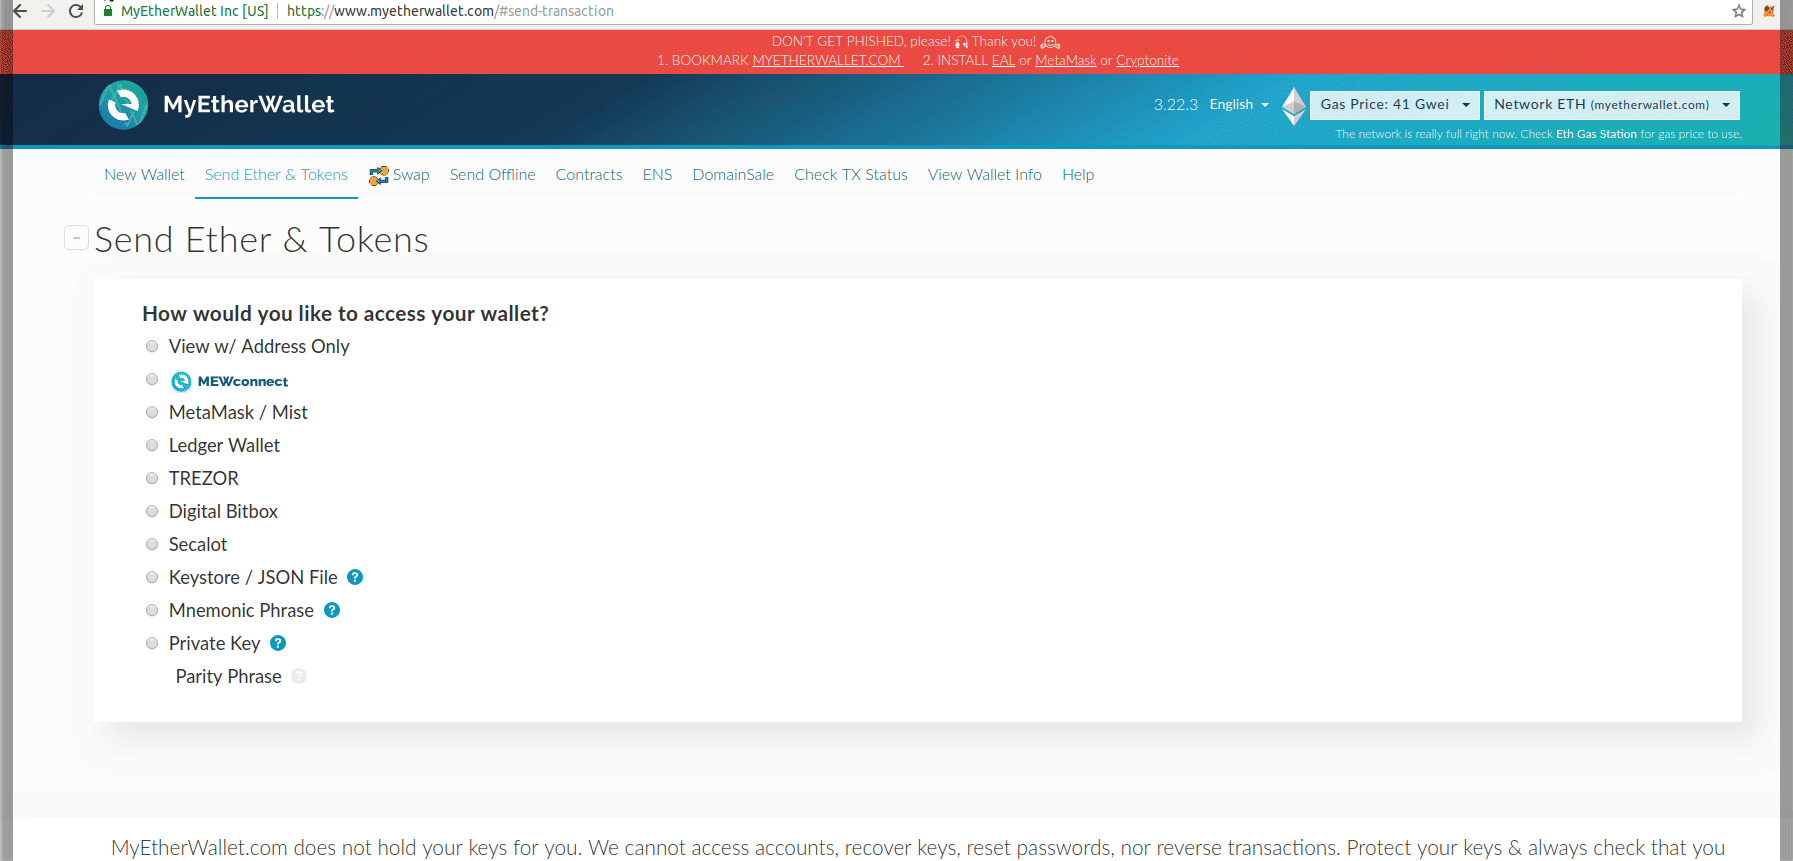 MyEtherWallet Inc [US] https://www.myetherwallet.com/#send-transaction
DON'T GET PHISHED, please! 🎣 Thank you! 🤗
1. BOOKMARK MYETHERWALLET.COM 2. INSTALL EAL or MetaMask or Cryptonite
MyEtherWallet 3.22.3 English Gas Price: 41 Gwei Network ETH (myetherwallet.com)
The network is really full right now. Check Eth Gas Station for gas price to use.
New Wallet Send Ether & Tokens Swap Send Offline Contracts ENS DomainSale Check TX Status View Wallet Info Help
- Send Ether & Tokens
How would you like to access your wallet?
View w/ Address Only
MEWconnect
MetaMask / Mist
Ledger Wallet
TREZOR
Digital Bitbox
Secalot
Keystore / JSON File ?
Mnemonic Phrase ?
Private Key ?
Parity Phrase ?
MyEtherWallet.com does not hold your keys for you. We cannot access accounts, recover keys, reset passwords, nor reverse transactions. Protect your keys & always check that you